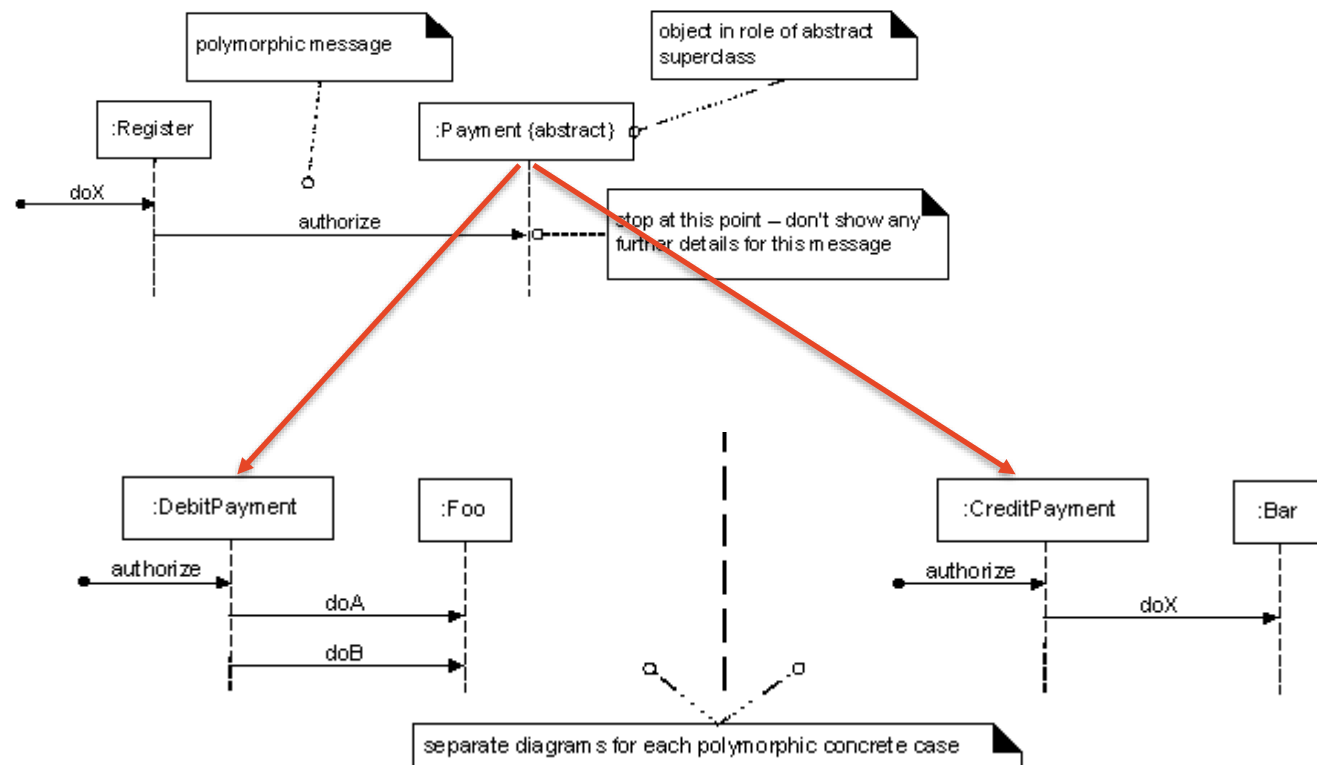 polymorphic message
object in role of abstract
superclass
:Register
:Payment {abstract}
doX
authorize
stop at this point – don't show any
further details for this message
:DebitPayment
:Foo
:CreditPayment
:Bar
authorize
authorize
doA
doX
doB
separate diagrams for each polymorphic concrete case